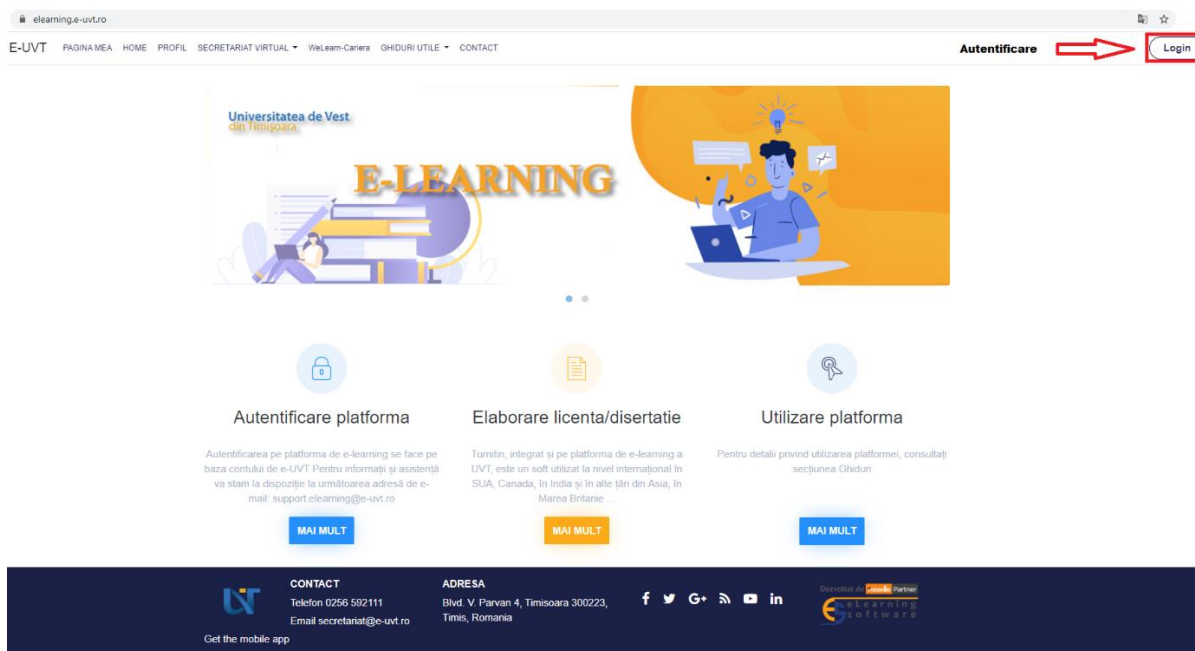 elearning.e-uvt.ro
E-UVT PAGINA MEA HOME PROFIL SECRETARIAT VIRTUAL WeLearn-Cariera GHIDURI UTILE CONTACT Autentificare Login
Universitatea de Vest
din Timișoara
E-LEARNING
Autentificare platforma
Autentificarea pe platforma de e-learning se face pe
baza contului de e-UVT Pentru informații și asistență
va stam la dispoziție la următoarea adresă de e-
mail: support.elearning@e-uvt.ro
MAI MULT
Elaborare licenta/disertatie
Turnitin, integrat și pe platforma de e-learning a
UVT, este un soft utilizat la nivel internațional în
SUA, Canada, în India și în alte țări din Asia, în
Marea Britanie ...
MAI MULT
Utilizare platforma
Pentru detalii privind utilizarea platformei, consultați
secțiunea Ghiduri
MAI MULT
CONTACT
Telefon 0256 592111
Email secretariat@e-uvt.ro
ADRESA
Blvd. V. Parvan 4, Timisoara 300223,
Timis, Romania
Dezvoltat de moodle Partner
eLearning
software
Get the mobile app